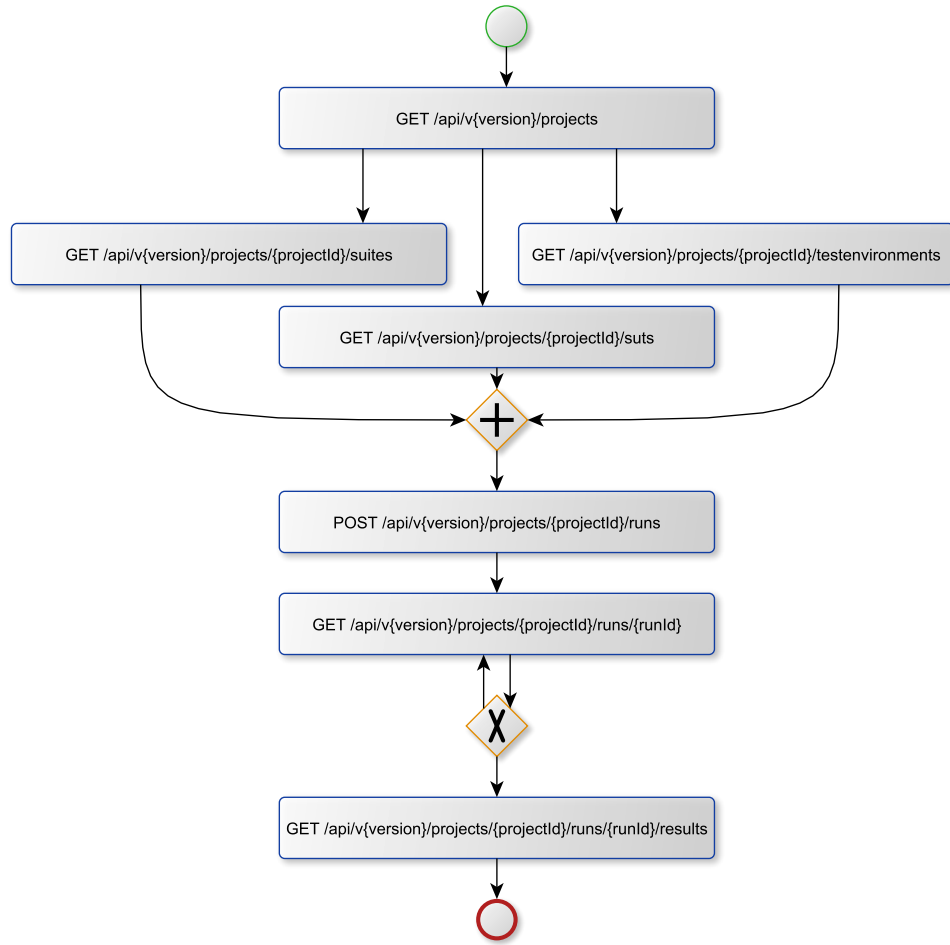 GET /api/v{version}/projects
GET /api/v{version}/projects/{projectId}/suites
GET /api/v{version}/projects/{projectId}/testenvironments
GET /api/v{version}/projects/{projectId}/suts
POST /api/v{version}/projects/{projectId}/runs
GET /api/v{version}/projects/{projectId}/runs/{runId}
GET /api/v{version}/projects/{projectId}/runs/{runId}/results